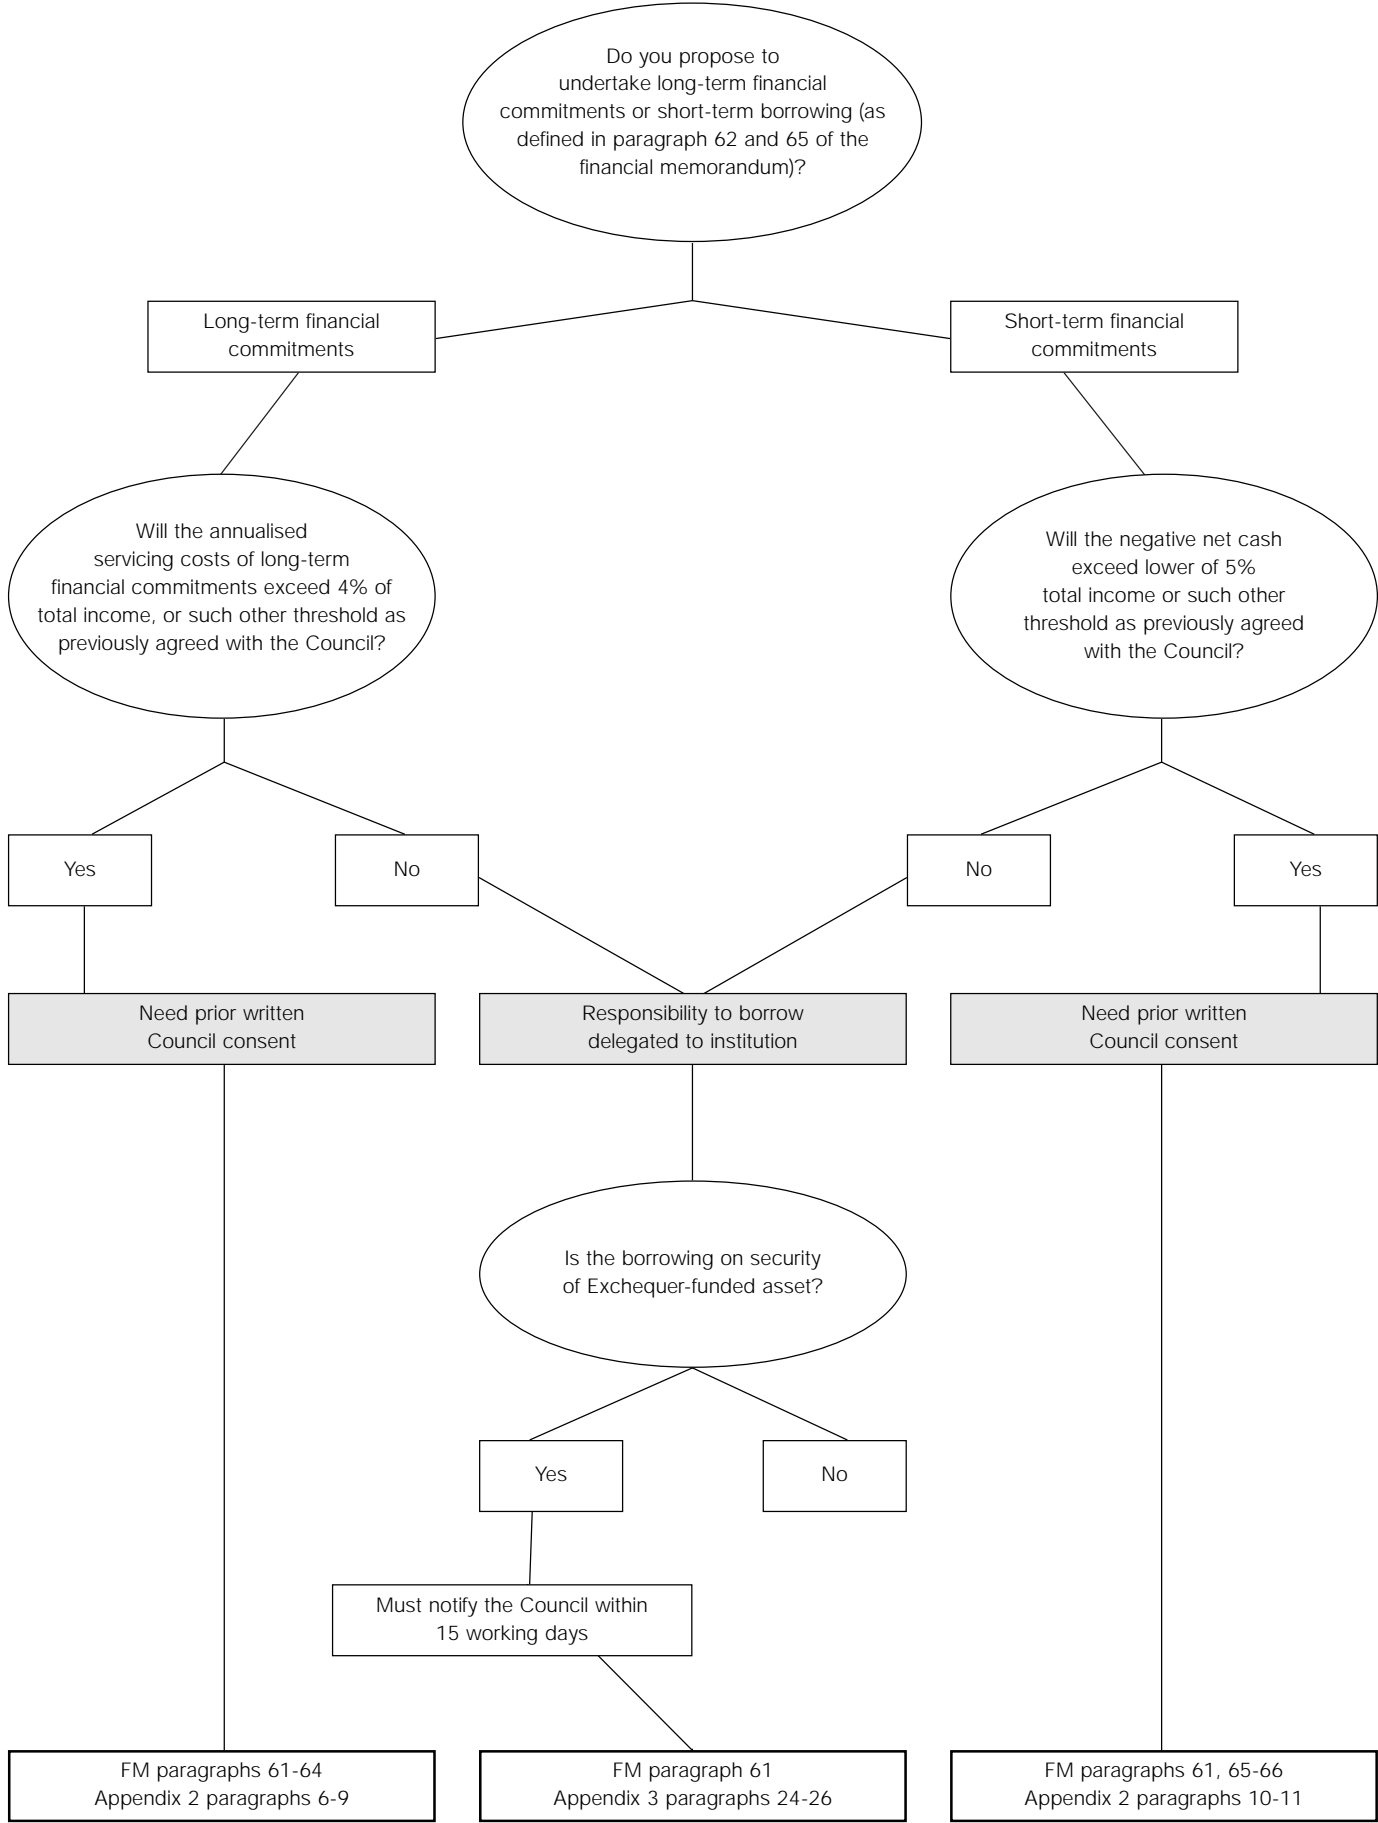 Do you propose to
undertake long-term financial
commitments or short-term borrowing (as
defined in paragraph 62 and 65 of the
financial memorandum)?
Long-term financial
commitments
Short-term financial
commitments
Will the annualised
servicing costs of long-term
financial commitments exceed 4% of
total income, or such other threshold as
previously agreed with the Council?
Will the negative net cash
exceed lower of 5%
total income or such other
threshold as previously agreed
with the Council?
Yes
No
No
Yes
Need prior written
Council consent
Responsibility to borrow
delegated to institution
Need prior written
Council consent
Is the borrowing on security
of Exchequer-funded asset?
Yes
No
Must notify the Council within
15 working days
FM paragraphs 61-64
Appendix 2 paragraphs 6-9
FM paragraph 61
Appendix 3 paragraphs 24-26
FM paragraphs 61, 65-66
Appendix 2 paragraphs 10-11